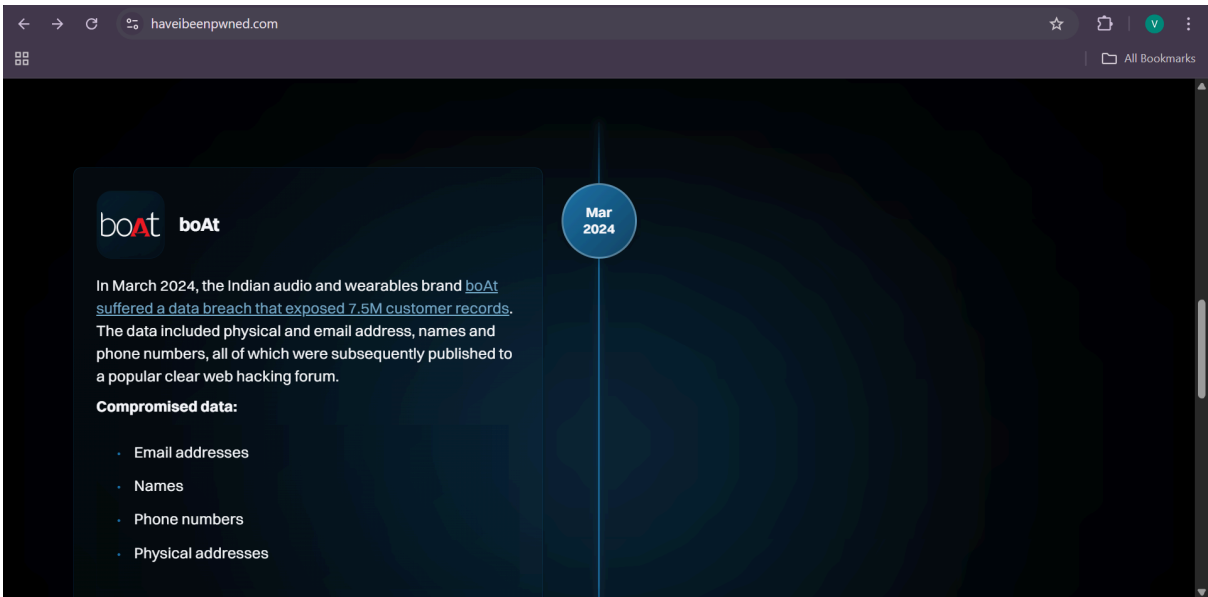 haveibeenpwned.com
V
All Bookmarks
boAt
boAt
Mar
2024
In March 2024, the Indian audio and wearables brand boAt
suffered a data breach that exposed 7.5M customer records.
The data included physical and email address, names and
phone numbers, all of which were subsequently published to
a popular clear web hacking forum.
Compromised data:
Email addresses
Names
Phone numbers
Physical addresses